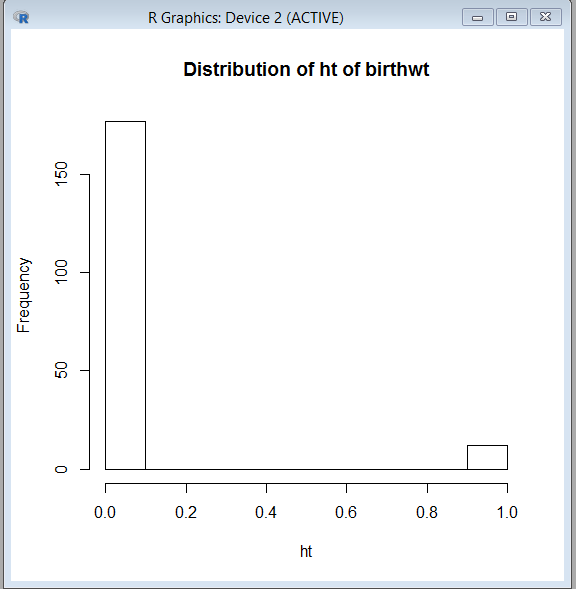 R Graphics: Device 2 (ACTIVE)
Distribution of ht of birthwt
Frequency
150
100
50
0
0.0 0.2 0.4 0.6 0.8 1.0
ht